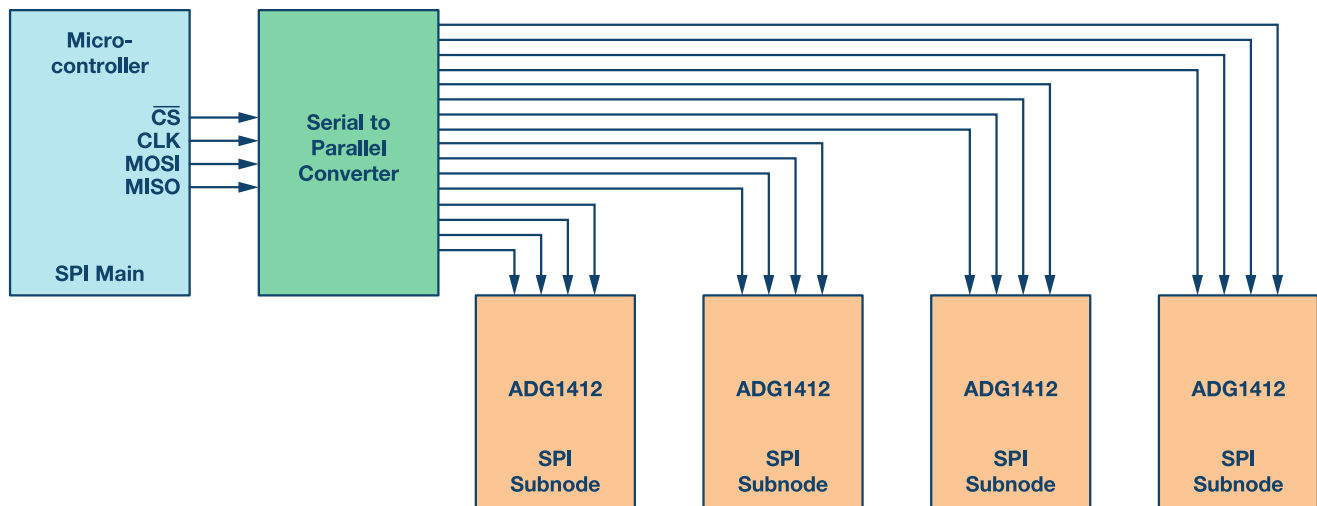 Micro-
controller
CS
CLK
MOSI
MISO
SPI Main
Serial to
Parallel
Converter
ADG1412
SPI
Subnode
ADG1412
SPI
Subnode
ADG1412
SPI
Subnode
ADG1412
SPI
Subnode